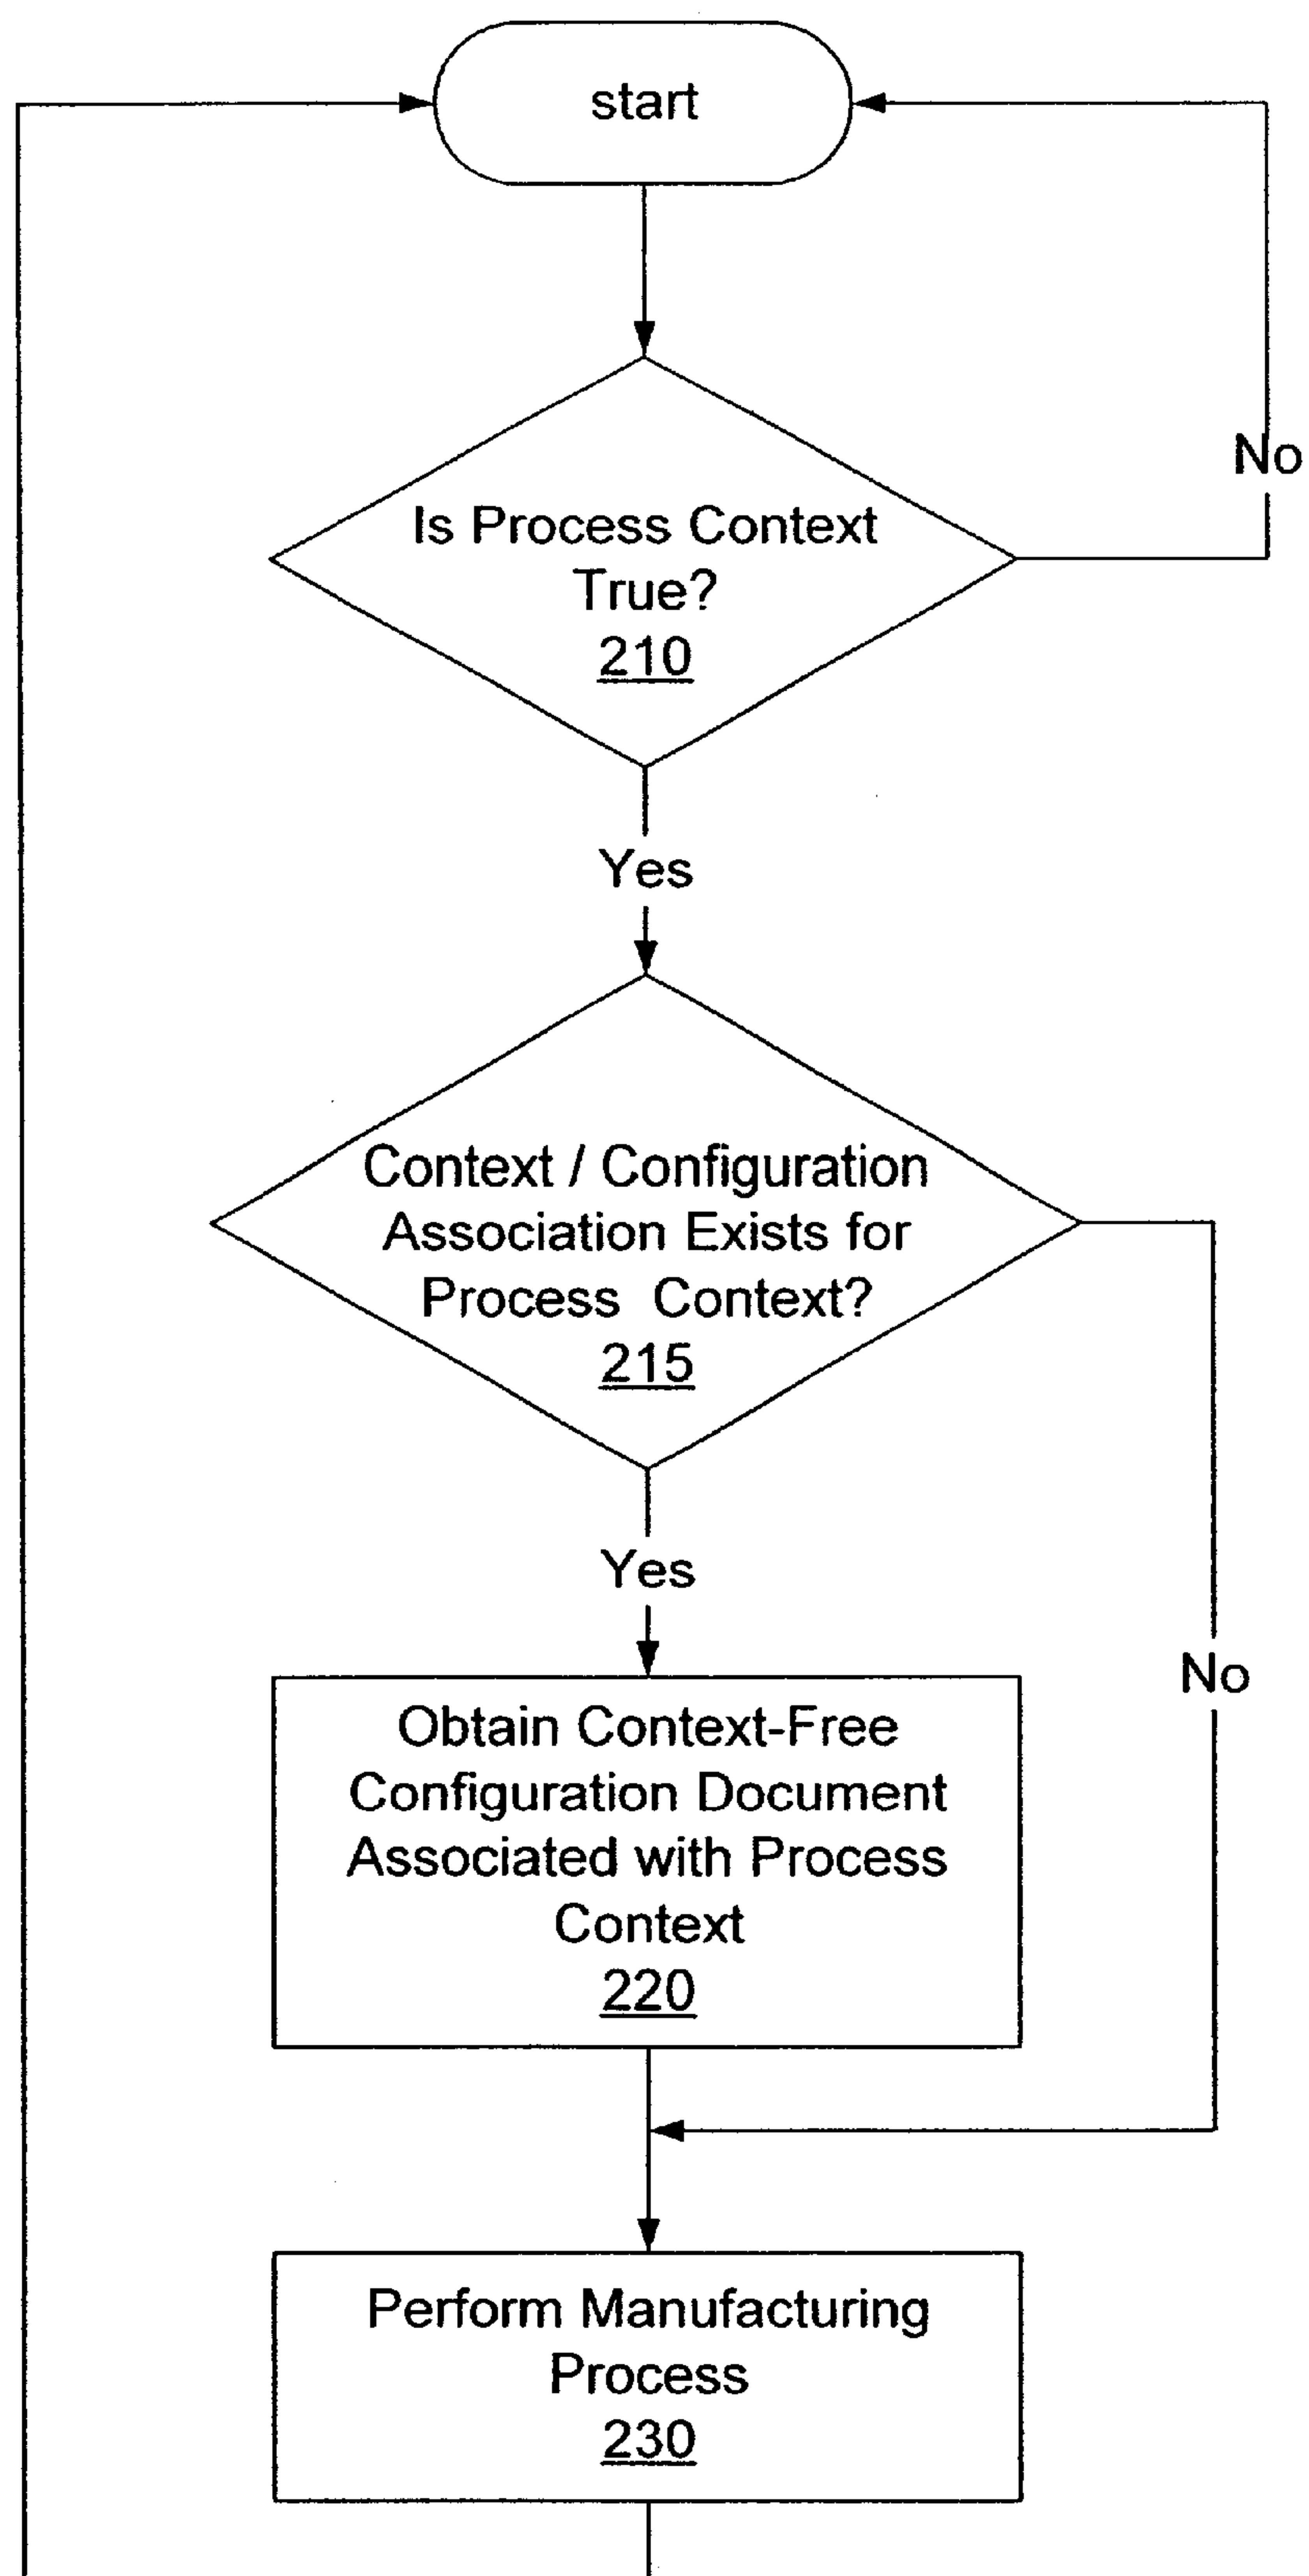 start
No
Is Process Context
True?
210
Yes
Context / Configuration
Association Exists for
Process Context?
215
Yes
No
Obtain Context-Free
Configuration Document
Associated with Process
Context
220
Perform Manufacturing
Process
230